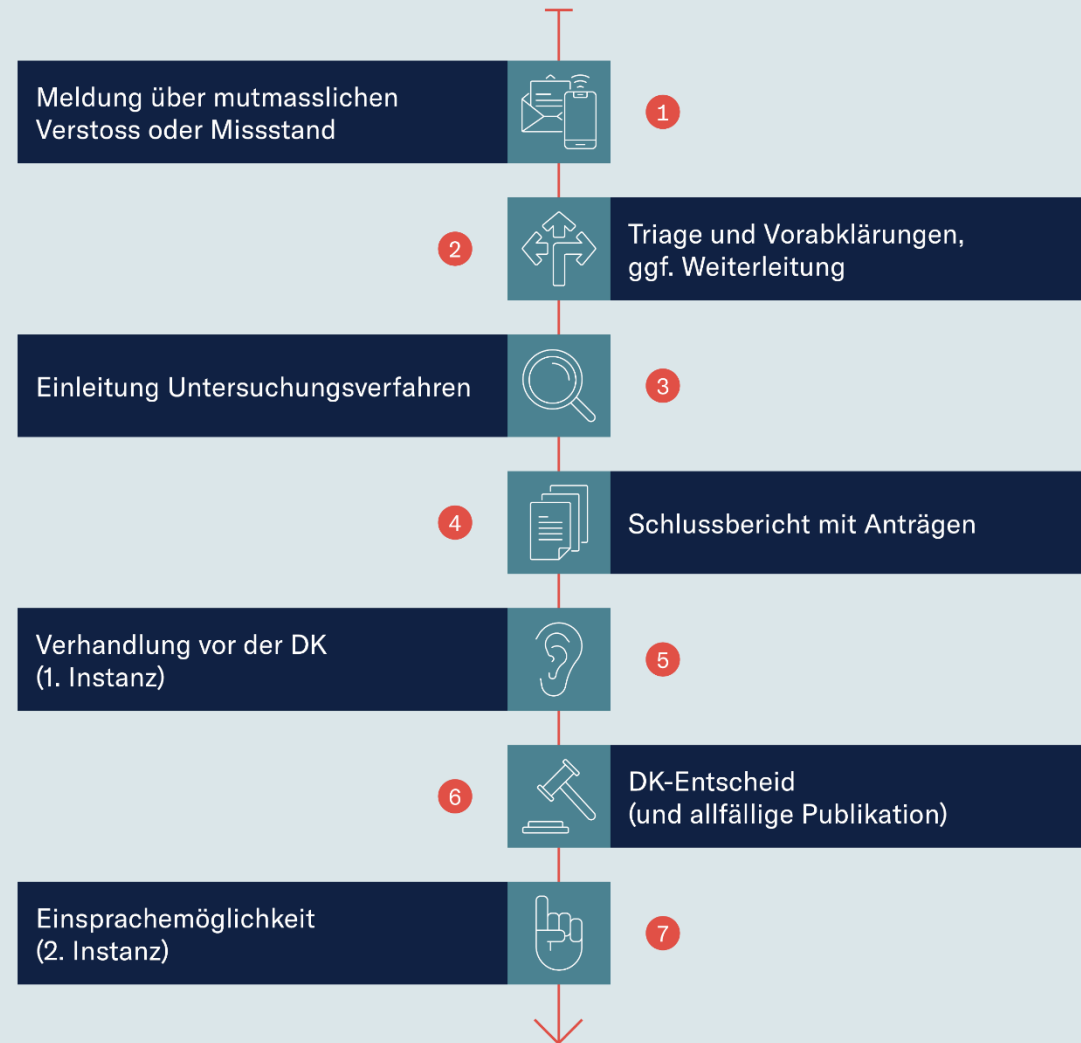 Meldung über mutmasslichen
Verstoss oder Missstand
1
2
Triage und Vorabklärungen,
ggf. Weiterleitung
Einleitung Untersuchungsverfahren
3
4
Schlussbericht mit Anträgen
Verhandlung vor der DK
(1. Instanz)
5
6
DK-Entscheid
(und allfällige Publikation)
Einsprachemöglichkeit
(2. Instanz)
7